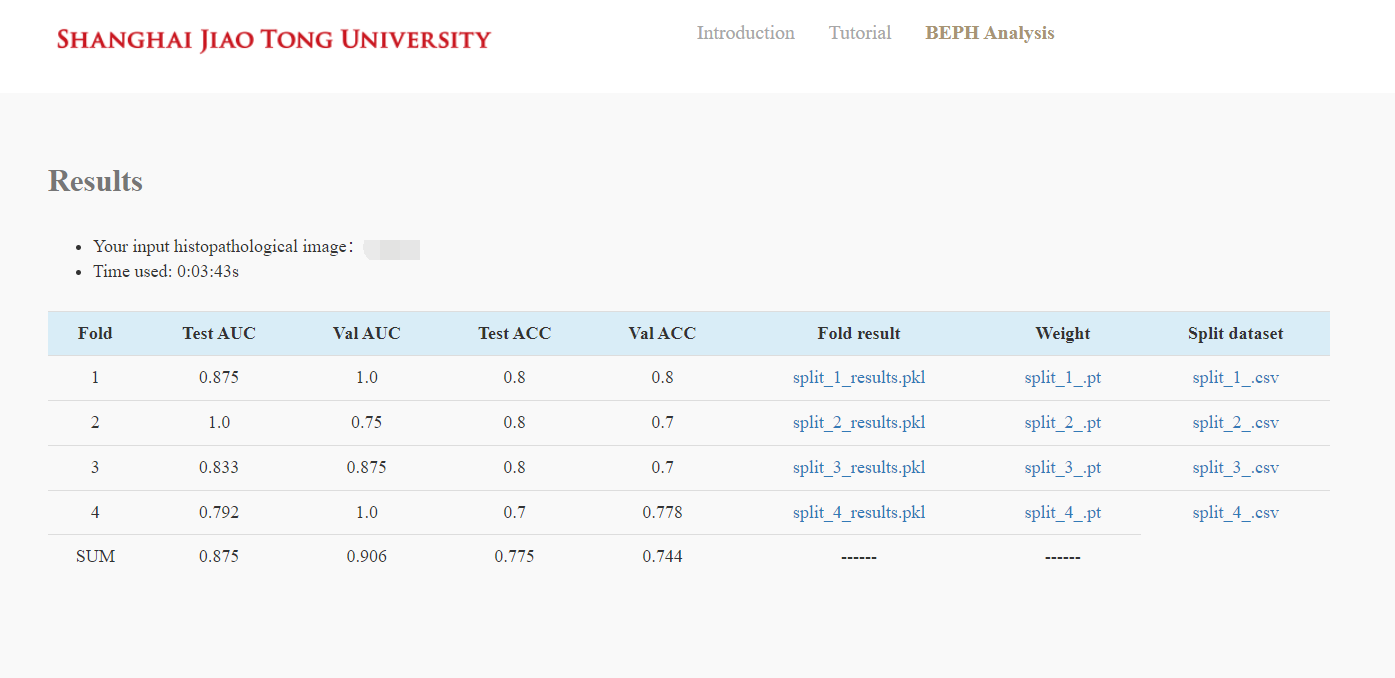 SHANGHAI JIAO TONG UNIVERSITY
Introduction Tutorial BEPH Analysis
Results
• Your input histopathological image：
• Time used: 0:03:43s
Fold Test AUC Val AUC Test ACC Val ACC Fold result Weight Split dataset
1 0.875 1.0 0.8 0.8 split_1_results.pkl split_1_.pt split_1_.csv
2 1.0 0.75 0.8 0.7 split_2_results.pkl split_2_.pt split_2_.csv
3 0.833 0.875 0.8 0.7 split_3_results.pkl split_3_.pt split_3_.csv
4 0.792 1.0 0.7 0.778 split_4_results.pkl split_4_.pt split_4_.csv
SUM 0.875 0.906 0.775 0.744 ------ ------